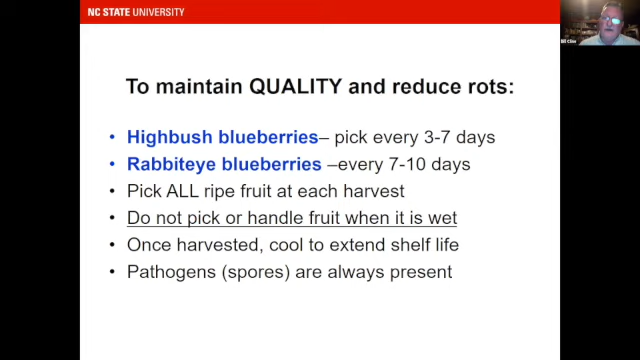 NC STATE UNIVERSITY
Bill Cline
To maintain QUALITY and reduce rots:
• Highbush blueberries– pick every 3-7 days
• Rabbiteye blueberries –every 7-10 days
• Pick ALL ripe fruit at each harvest
• Do not pick or handle fruit when it is wet
• Once harvested, cool to extend shelf life
• Pathogens (spores) are always present